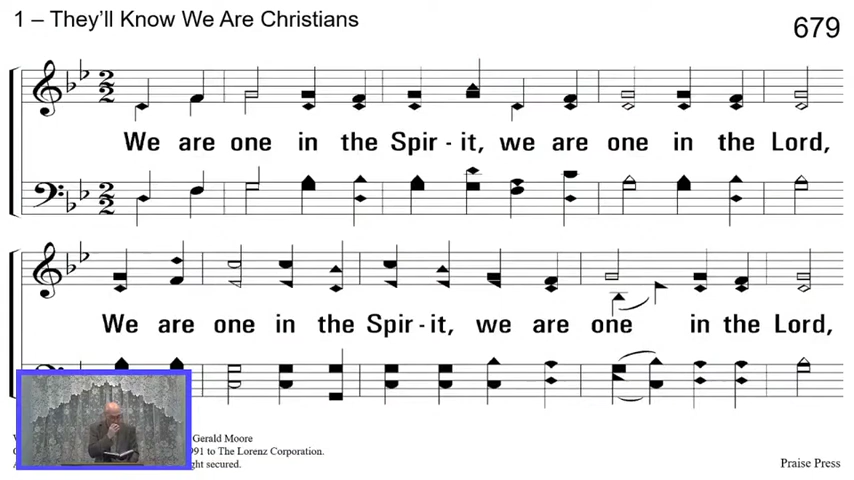 1 – They'll Know We Are Christians
679
We are one in the Spir - it, we are one in the Lord,
We are one in the Spir - it, we are one in the Lord,
Gerald Moore
991 to The Lorenz Corporation.
ght secured.
Praise Press